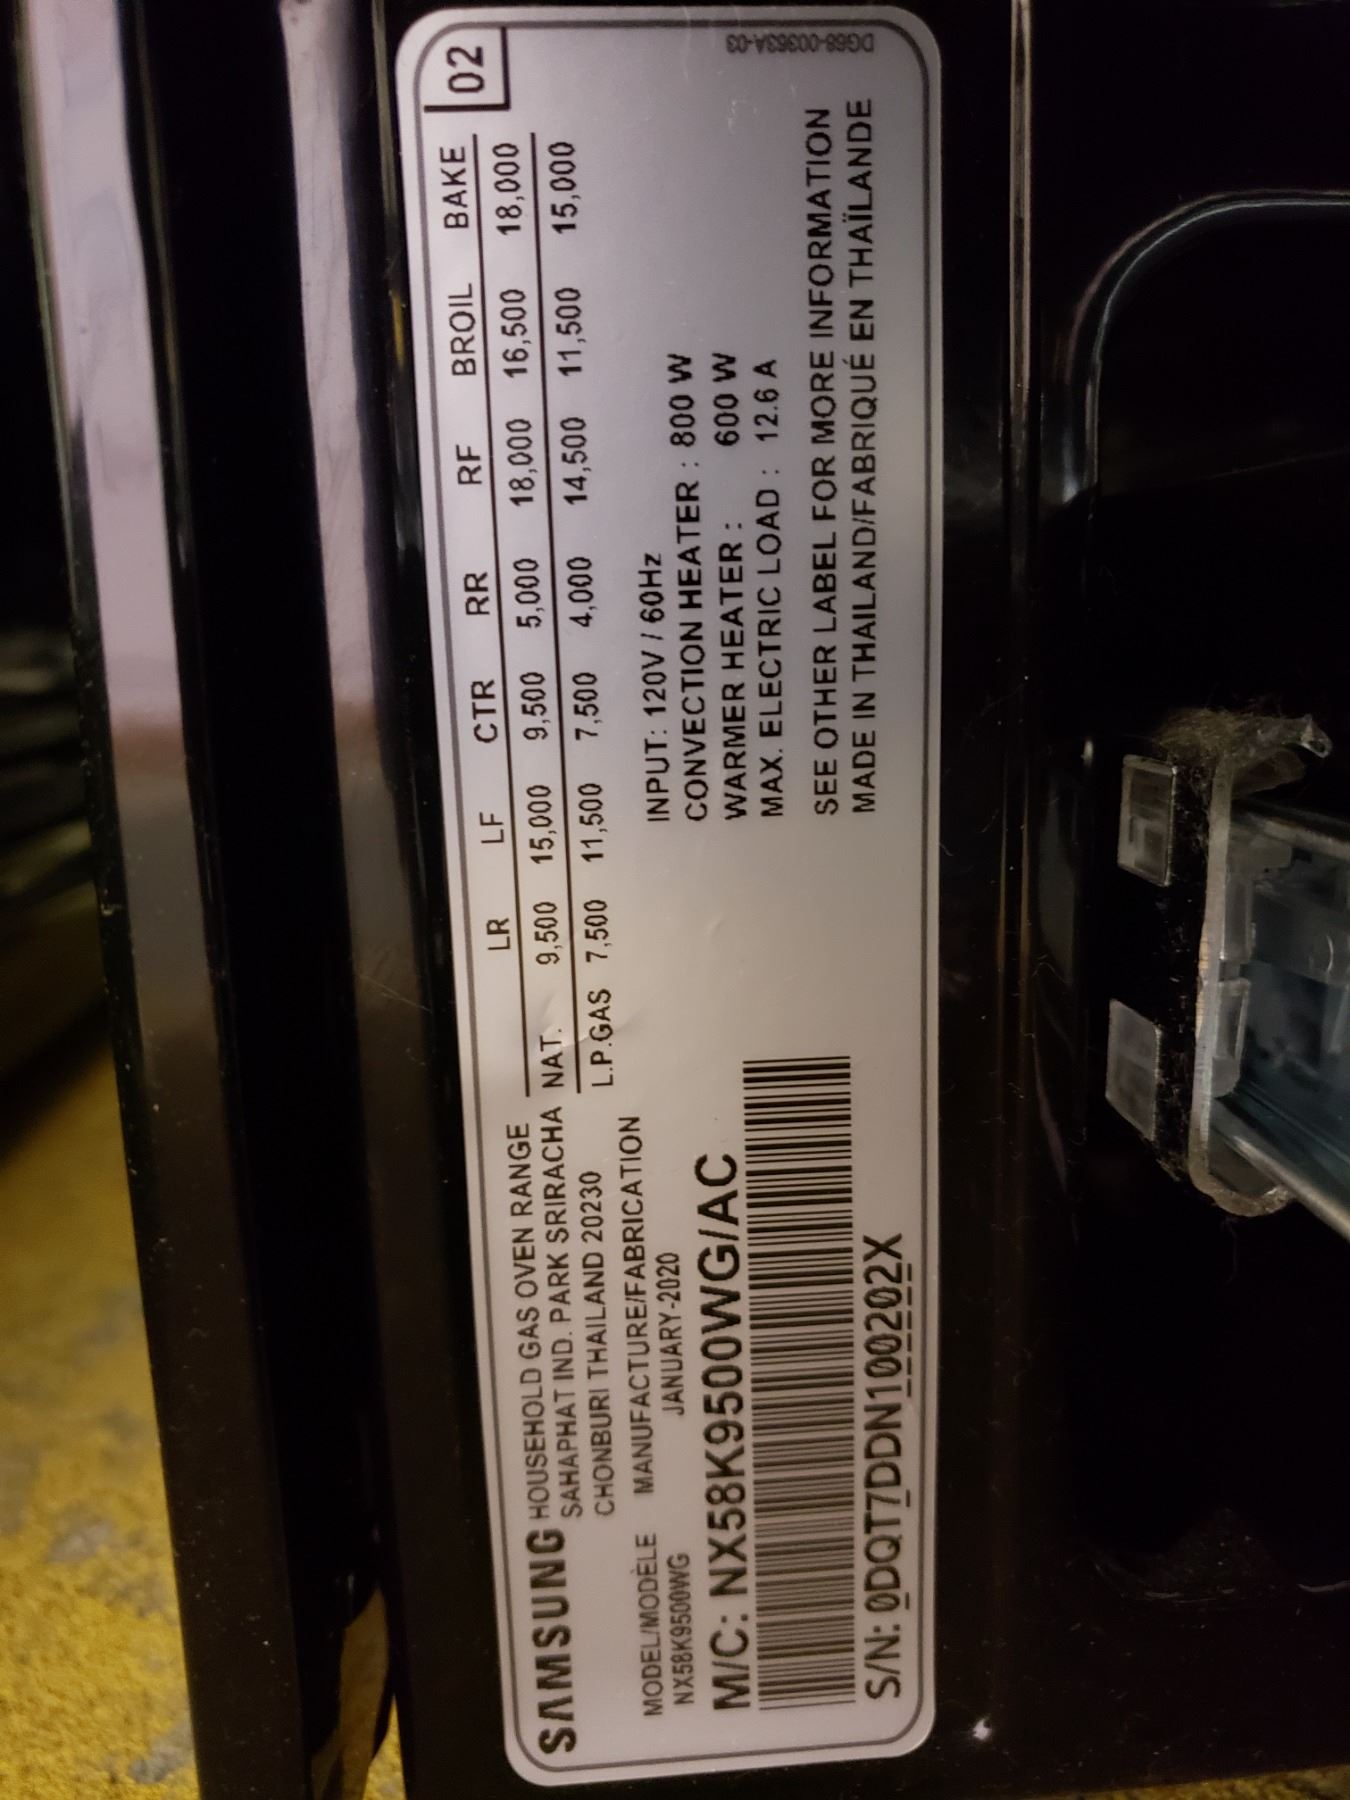 SAMSUNG HOUSEHOLD GAS OVEN RANGE
SAHAPHAT IND. PARK SRIRACHA
CHONBURI THAILAND 20230
MODEL/MODÈLE MANUFACTURE/FABRICATION
NX58K9500WG JANUARY-2020
M/C: NX58K9500WG/AC
S/N: 0DQT7DDN100202X
02
LR LF CTR RR RF BROIL BAKE
NAT. 9,500 15,000 9,500 5,000 18,000 16,500 18,000
L.P.GAS 7,500 11,500 7,500 4,000 14,500 11,500 15,000
INPUT: 120V / 60Hz
CONVECTION HEATER : 800 W
WARMER HEATER : 600 W
MAX. ELECTRIC LOAD : 12.6 A
SEE OTHER LABEL FOR MORE INFORMATION
MADE IN THAILAND/FABRIQUÉ EN THAÏLANDE
DG68-00363A-03